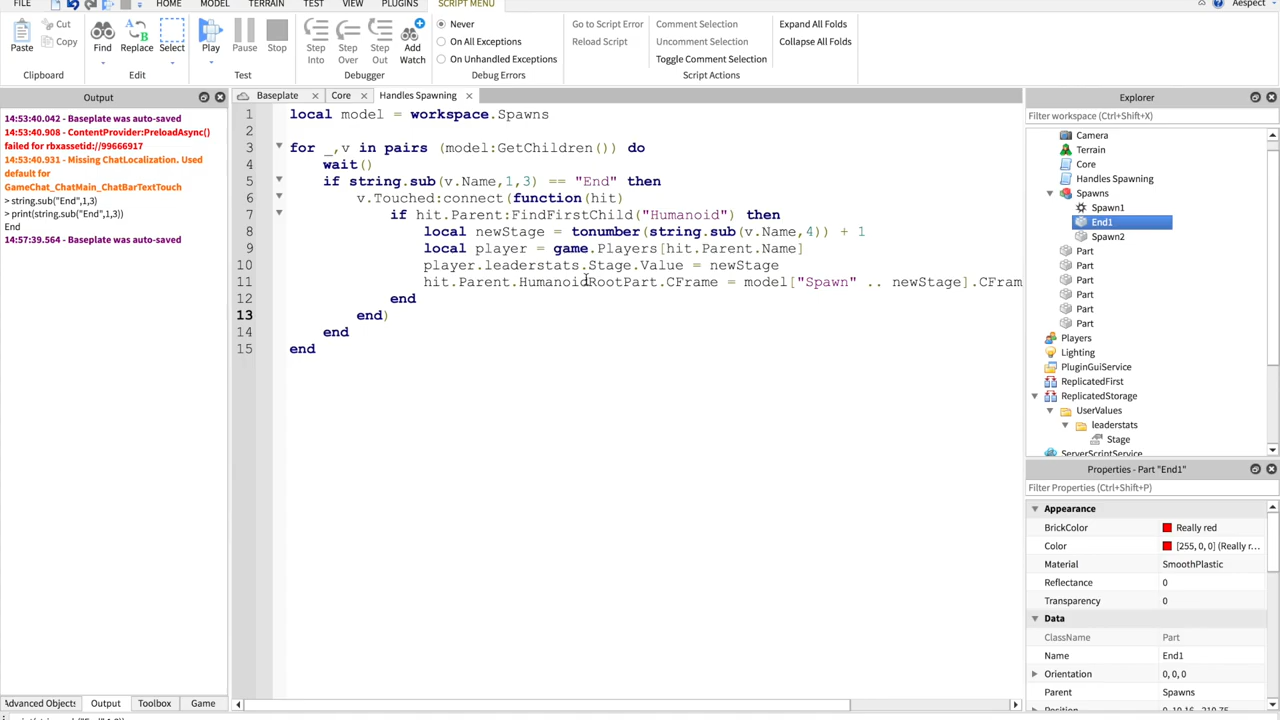 FILE HOME MODEL TERRAIN TEST VIEW PLUGINS SCRIPT MENU Aespect
Paste Cut Copy Find Replace Select Play Pause Stop Step Into Step Over Step Out Add Watch
Never
On All Exceptions
On Unhandled Exceptions
Go to Script Error
Reload Script
Comment Selection
Uncomment Selection
Toggle Comment Selection
Expand All Folds
Collapse All Folds
Clipboard Edit Test Debugger Debug Errors Script Actions
Output
14:53:40.042 - Baseplate was auto-saved
14:53:40.908 - ContentProvider:PreloadAsync()
failed for rbxassetid://99666917
14:53:40.931 - Missing ChatLocalization. Used
default for
GameChat_ChatMain_ChatBarTextTouch
> string.sub("End",1,3)
> print(string.sub("End",1,3))
End
14:57:39.564 - Baseplate was auto-saved
Advanced Objects Output Toolbox Game
Baseplate Core Handles Spawning
1 local model = workspace.Spawns
2
3 for _,v in pairs (model:GetChildren()) do
4 wait()
5 if string.sub(v.Name,1,3) == "End" then
6 v.Touched:connect(function(hit)
7 if hit.Parent:FindFirstChild("Humanoid") then
8 local newStage = tonumber(string.sub(v.Name,4)) + 1
9 local player = game.Players[hit.Parent.Name]
10 player.leaderstats.Stage.Value = newStage
11 hit.Parent.HumanoidRootPart.CFrame = model["Spawn" .. newStage].CFram
12 end
13 end)
14 end
15 end
Explorer
Filter workspace (Ctrl+Shift+X)
Camera
Terrain
Core
Handles Spawning
Spawns
Spawn1
End1
Spawn2
Part
Part
Part
Part
Part
Part
Players
Lighting
PluginGuiService
ReplicatedFirst
ReplicatedStorage
UserValues
leaderstats
Stage
ServerScriptService
Properties - Part "End1"
Filter Properties (Ctrl+Shift+P)
Appearance
BrickColor Really red
Color [255, 0, 0] (Really r...
Material SmoothPlastic
Reflectance 0
Transparency 0
Data
ClassName Part
Name End1
Orientation 0, 0, 0
Parent Spawns